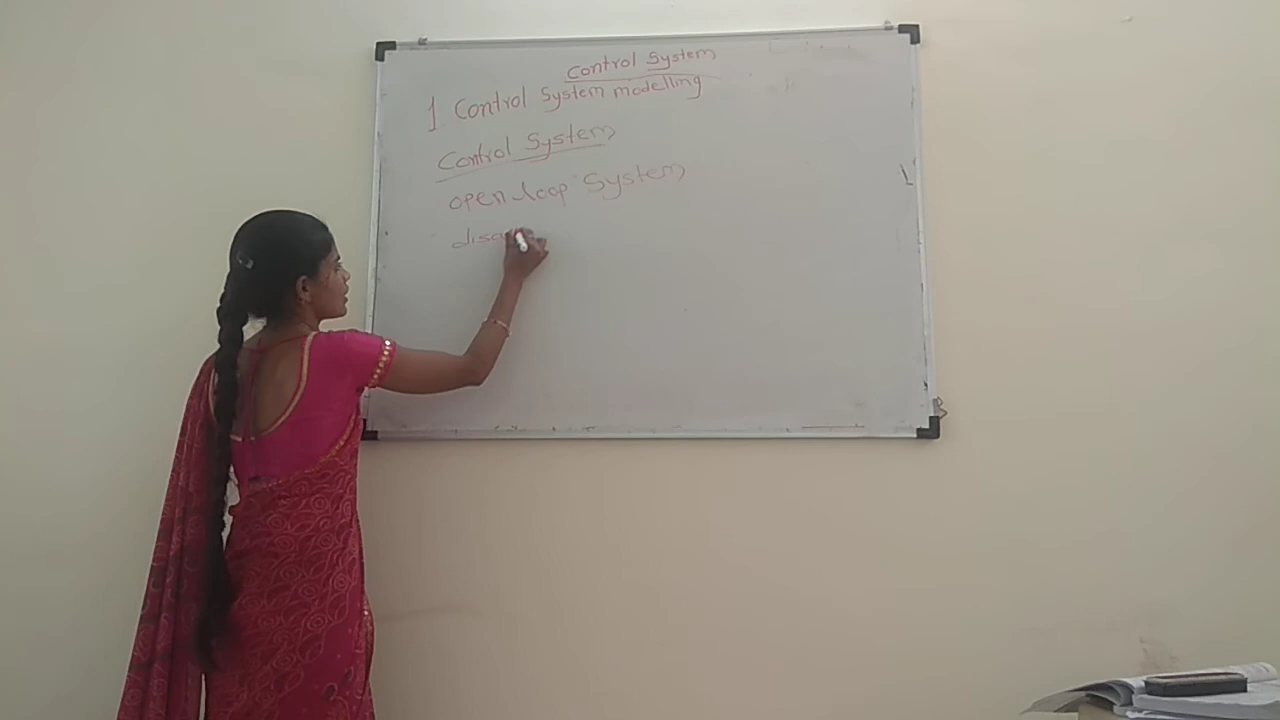 Control System
1 Control System modelling
Control System
open loop System